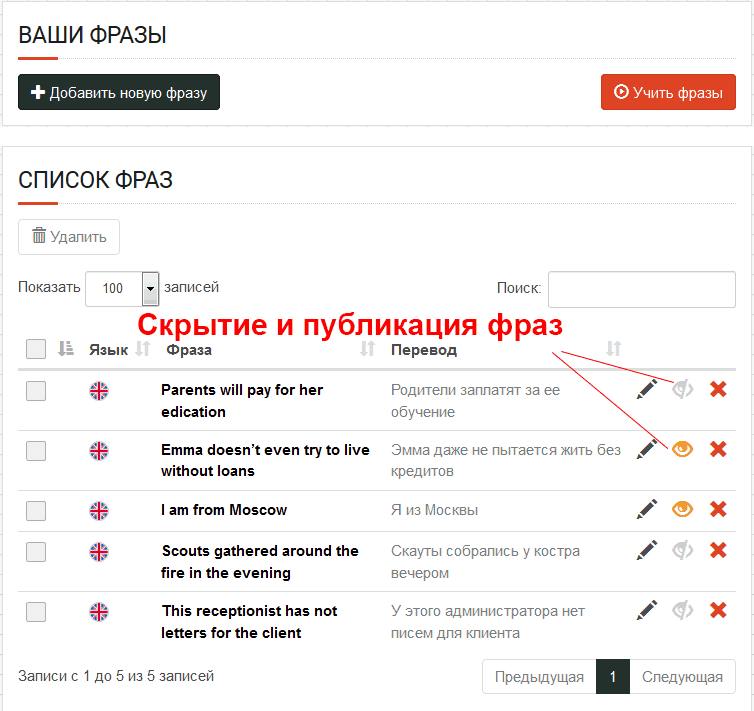 ВАШИ ФРАЗЫ
Добавить новую фразу
Учить фразы
СПИСОК ФРАЗ
Удалить
Показать 100 записей
Поиск:
Скрытие и публикация фраз
Язык Фраза Перевод
Parents will pay for her Родители заплатят за ее
edication обучение
Emma doesn’t even try to live Эмма даже не пытается жить без
without loans кредитов
I am from Moscow Я из Москвы
Scouts gathered around the Скауты собрались у костра
fire in the evening вечером
This receptionist has not У этого администратора нет
letters for the client писем для клиента
Записи с 1 до 5 из 5 записей
Предыдущая 1 Следующая